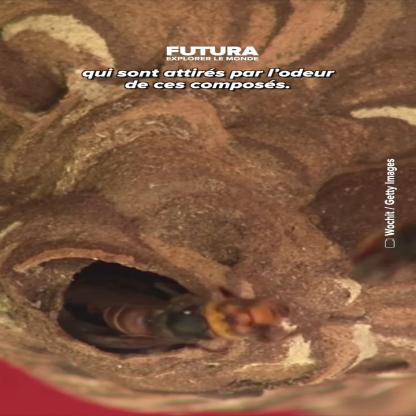 FUTURA
EXPLORER LE MONDE
qui sont attirés par l'odeur
de ces composés.
Wochit / Getty Images